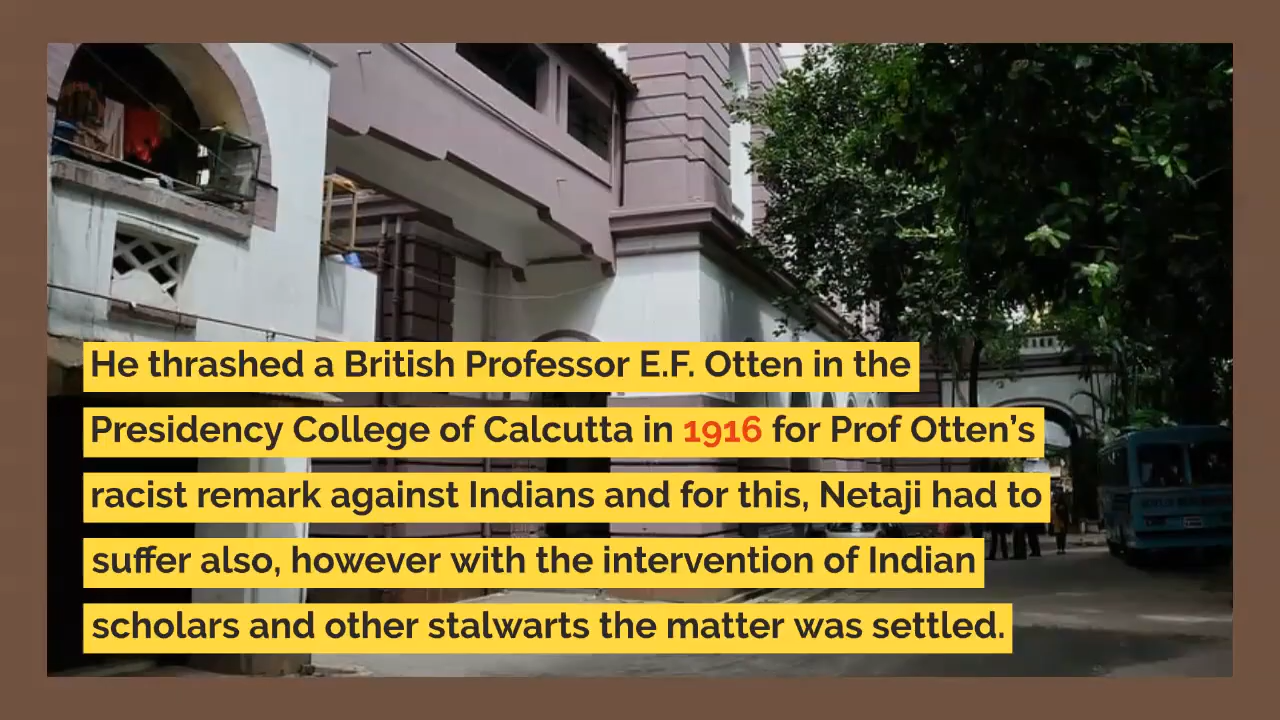 He thrashed a British Professor E.F. Otten in the
Presidency College of Calcutta in 1916 for Prof Otten’s
racist remark against Indians and for this, Netaji had to
suffer also, however with the intervention of Indian
scholars and other stalwarts the matter was settled.